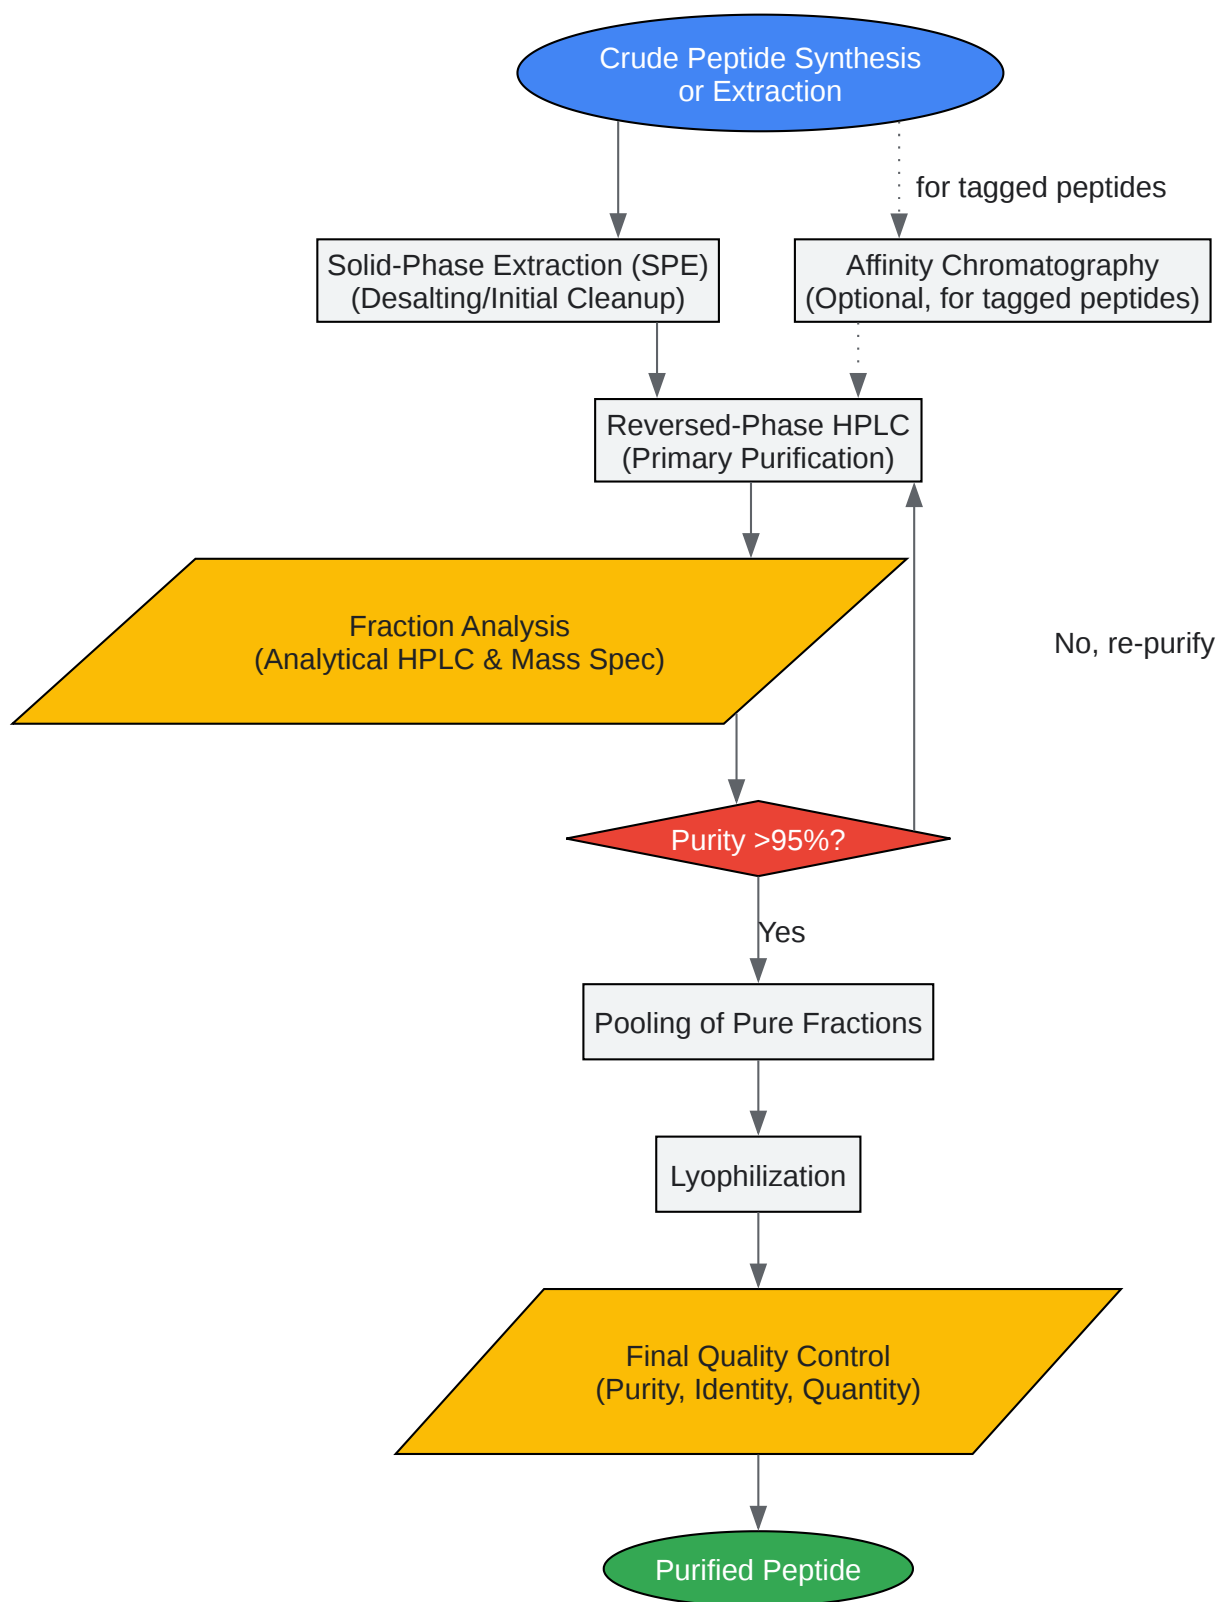 Crude Peptide Synthesis
or Extraction
for tagged peptides
Solid-Phase Extraction (SPE)
(Desalting/Initial Cleanup)
Affinity Chromatography
(Optional, for tagged peptides)
Reversed-Phase HPLC
(Primary Purification)
Fraction Analysis
(Analytical HPLC & Mass Spec)
No, re-purify
Purity >95%?
Yes
Pooling of Pure Fractions
Lyophilization
Final Quality Control
(Purity, Identity, Quantity)
Purified Peptide